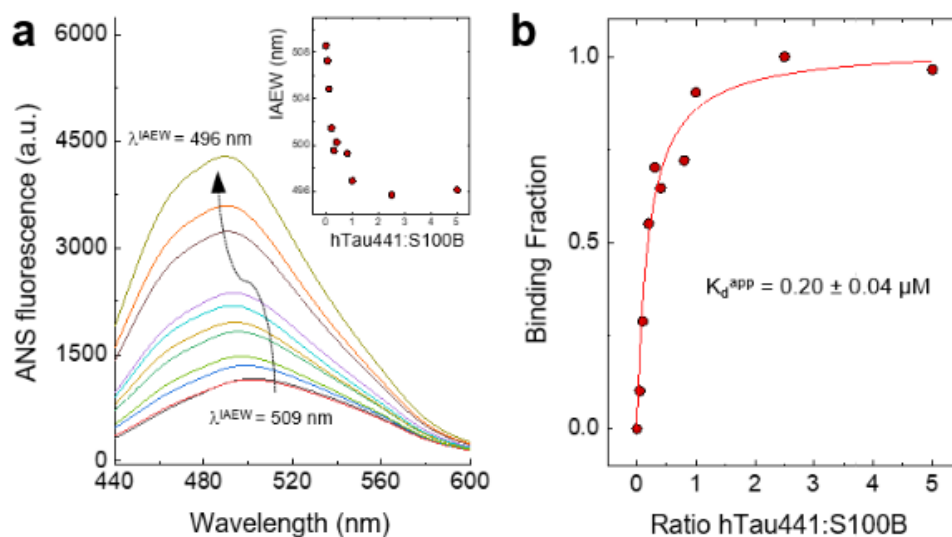 a
ANS fluorescence (a.u.)
6000
4500
3000
1500
0
440
480
520
560
600
Wavelength (nm)
λIAEW = 496 nm
λIAEW = 509 nm
IAEW (nm)
508
504
500
496
0
1
2
3
4
5
hTau441:S100B
b
Binding Fraction
1.0
0.5
0.0
Kdapp = 0.20 ± 0.04 µM
0
1
2
3
4
5
Ratio hTau441:S100B